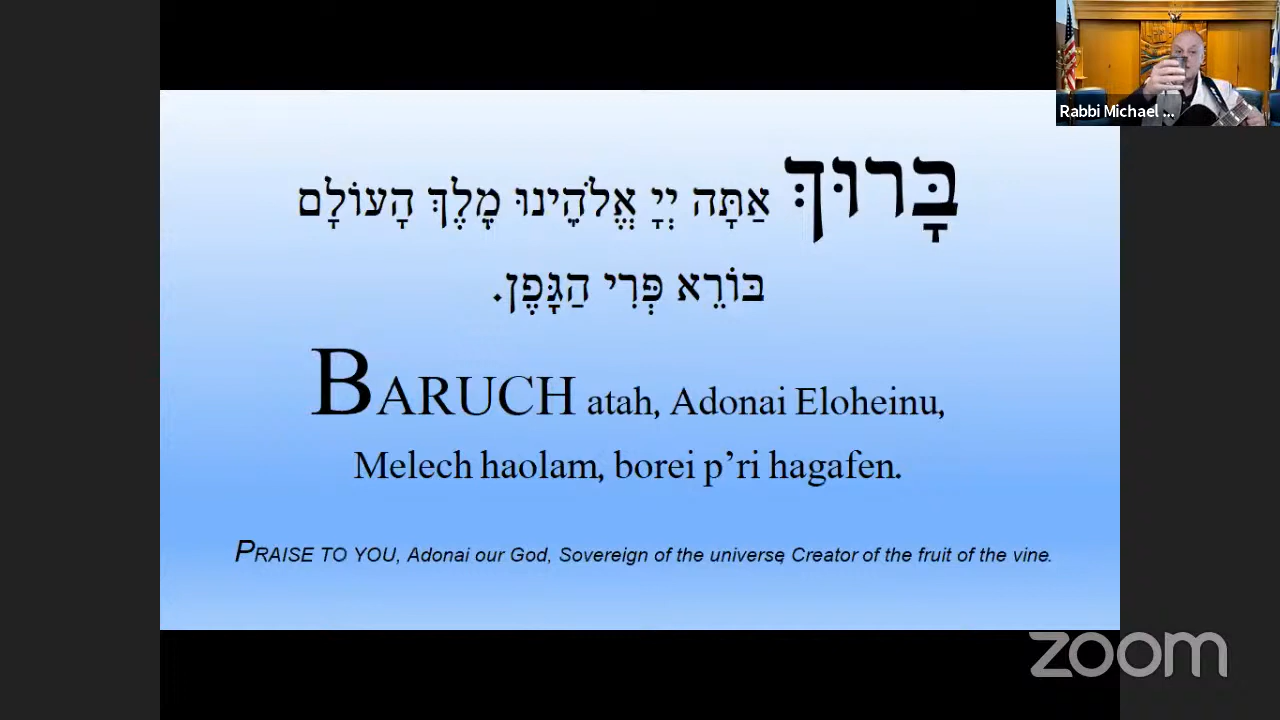 Rabbi Michael ...
בָּרוּךְ אַתָּה יְיָ אֱלֹהֵֽינוּ מֶֽלֶךְ הָעוֹלָם
בּוֹרֵא פְּרִי הַגָּֽפֶן.
BARUCH atah, Adonai Eloheinu,
Melech haolam, borei p’ri hagafen.
PRAISE TO YOU, Adonai our God, Sovereign of the universe, Creator of the fruit of the vine.
zoom